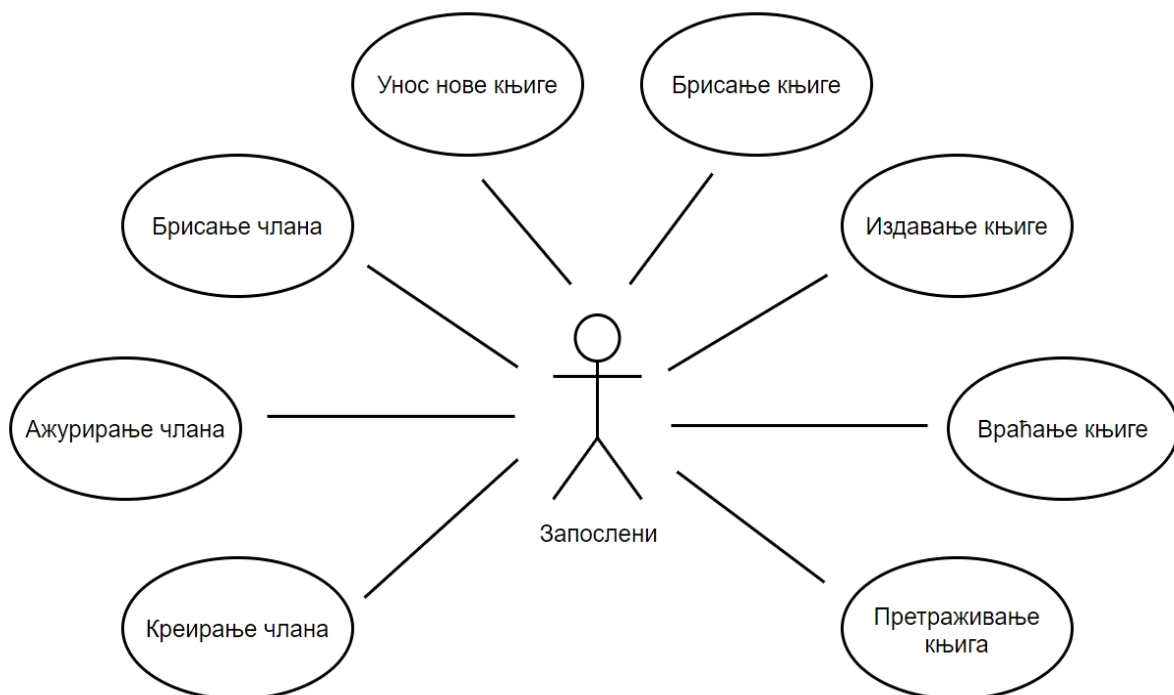 Унос нове књиге
Брисање књиге
Брисање члана
Издавање књиге
Ажурирање члана
Враћање књиге
Запослени
Креирање члана
Претраживање
књига